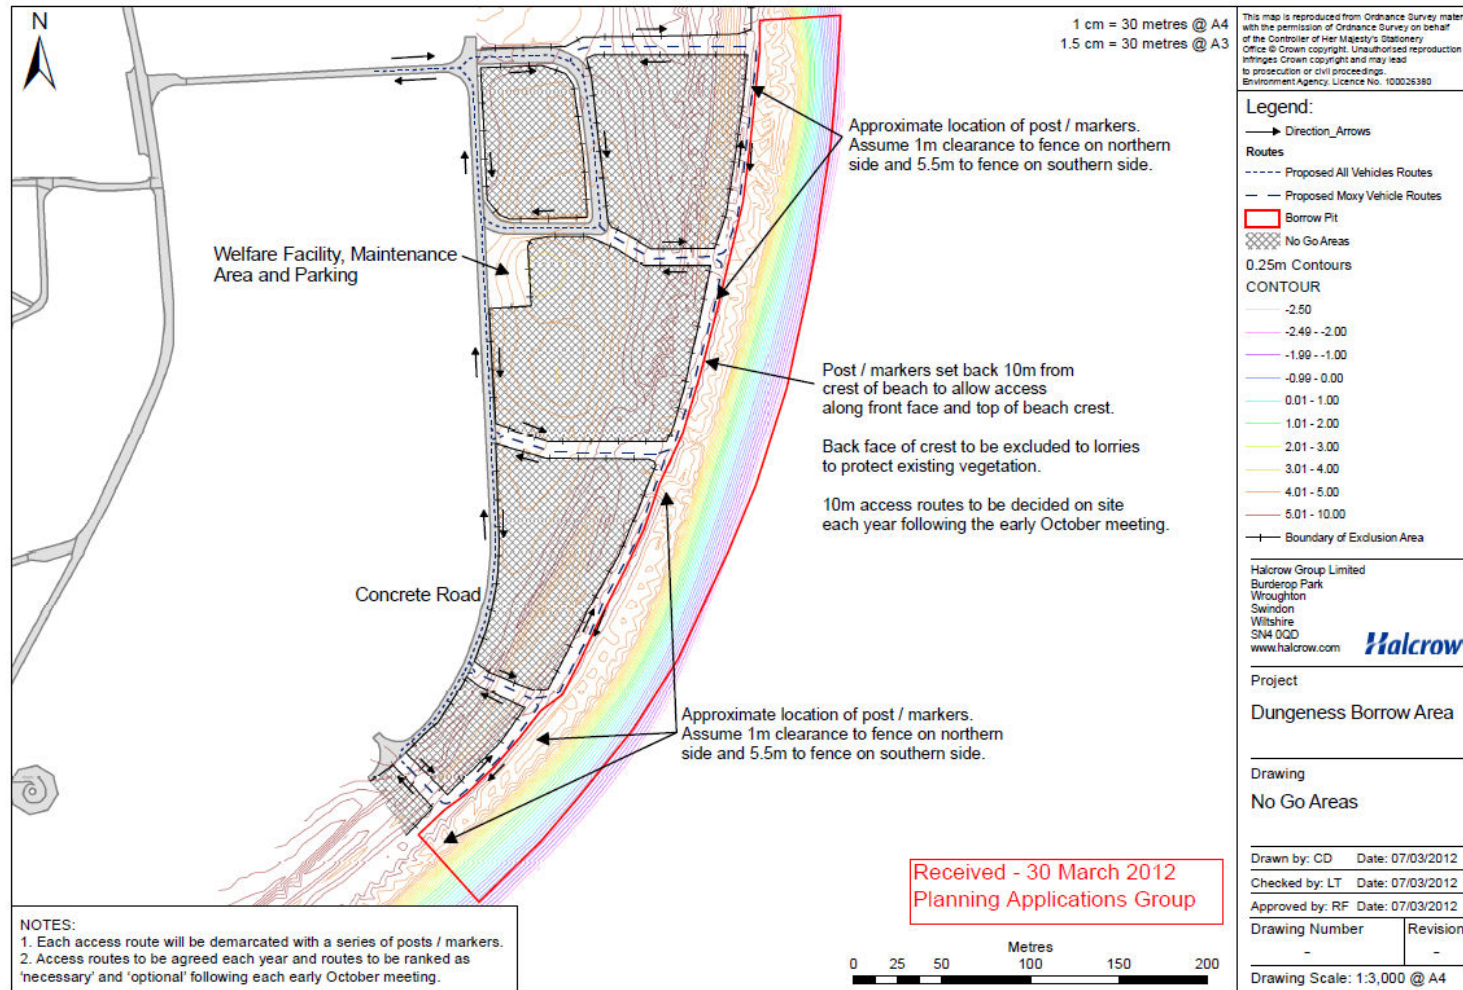 N
1 cm = 30 metres @ A4
1.5 cm = 30 metres @ A3
Approximate location of post / markers.
Assume 1m clearance to fence on northern
side and 5.5m to fence on southern side.
Welfare Facility, Maintenance
Area and Parking
Post / markers set back 10m from
crest of beach to allow access
along front face and top of beach crest.
Back face of crest to be excluded to lorries
to protect existing vegetation.
10m access routes to be decided on site
each year following the early October meeting.
Concrete Road
Approximate location of post / markers.
Assume 1m clearance to fence on northern
side and 5.5m to fence on southern side.
Received - 30 March 2012
Planning Applications Group
NOTES:
1. Each access route will be demarcated with a series of posts / markers.
2. Access routes to be agreed each year and routes to be ranked as
'necessary' and 'optional' following each early October meeting.
Metres
0 25 50 100 150 200
This map is reproduced from Ordnance Survey mater
with the permission of Ordnance Survey on behalf
of the Controller of Her Majesty's Stationery
Office © Crown copyright. Unauthorised reproduction
infringes Crown copyright and may lead
to prosecution or civil proceedings.
Environment Agency. Licence No. 100026380
Legend:
Direction_Arrows
Routes
Proposed All Vehicles Routes
Proposed Moxy Vehicle Routes
Borrow Pit
No Go Areas
0.25m Contours
CONTOUR
-2.50
-2.49 - -2.00
-1.99 - -1.00
-0.99 - 0.00
0.01 - 1.00
1.01 - 2.00
2.01 - 3.00
3.01 - 4.00
4.01 - 5.00
5.01 - 10.00
Boundary of Exclusion Area
Halcrow Group Limited
Burderop Park
Wroughton
Swindon
Wiltshire
SN4 0QD
www.halcrow.com
Halcrow
Project
Dungeness Borrow Area
Drawing
No Go Areas
Drawn by: CD Date: 07/03/2012
Checked by: LT Date: 07/03/2012
Approved by: RF Date: 07/03/2012
Drawing Number Revision
- -
Drawing Scale: 1:3,000 @ A4